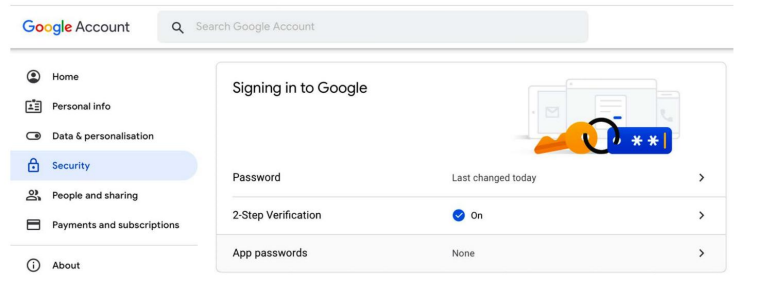 Google Account
Search Google Account
Home
Personal info
Data & personalisation
Security
People and sharing
Payments and subscriptions
About
Signing in to Google
**
Password Last changed today
2-Step Verification On
App passwords None